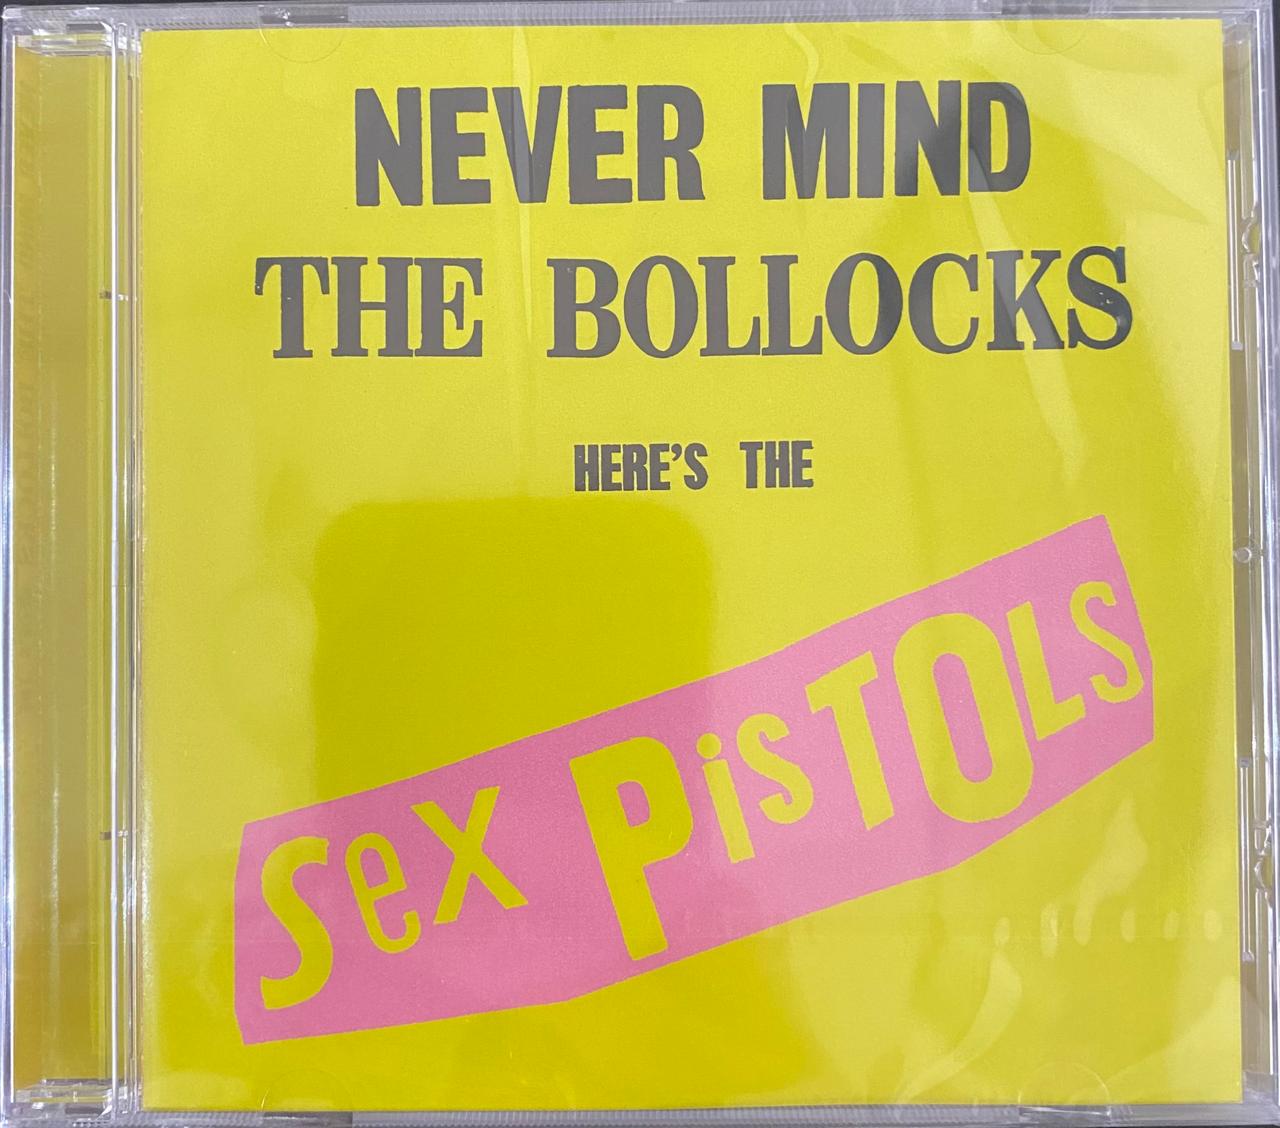 NEVER MIND
THE BOLLOCKS
HERE'S THE
SeX PiSTOLS